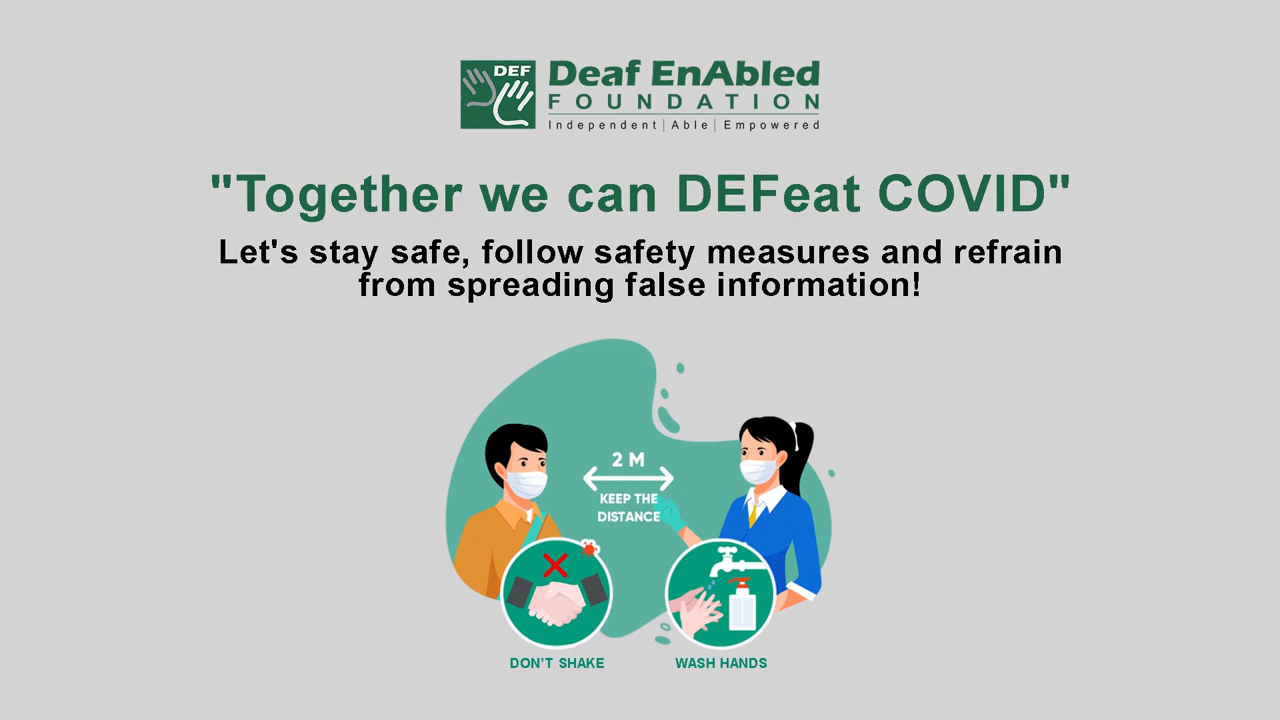 DEF
Deaf EnAbled
FOUNDATION
Independent|Able|Empowered
"Together we can DEFeat COVID"
Let's stay safe, follow safety measures and refrain
from spreading false information!
2 M
KEEP THE
DISTANCE
DON'T SHAKE
WASH HANDS